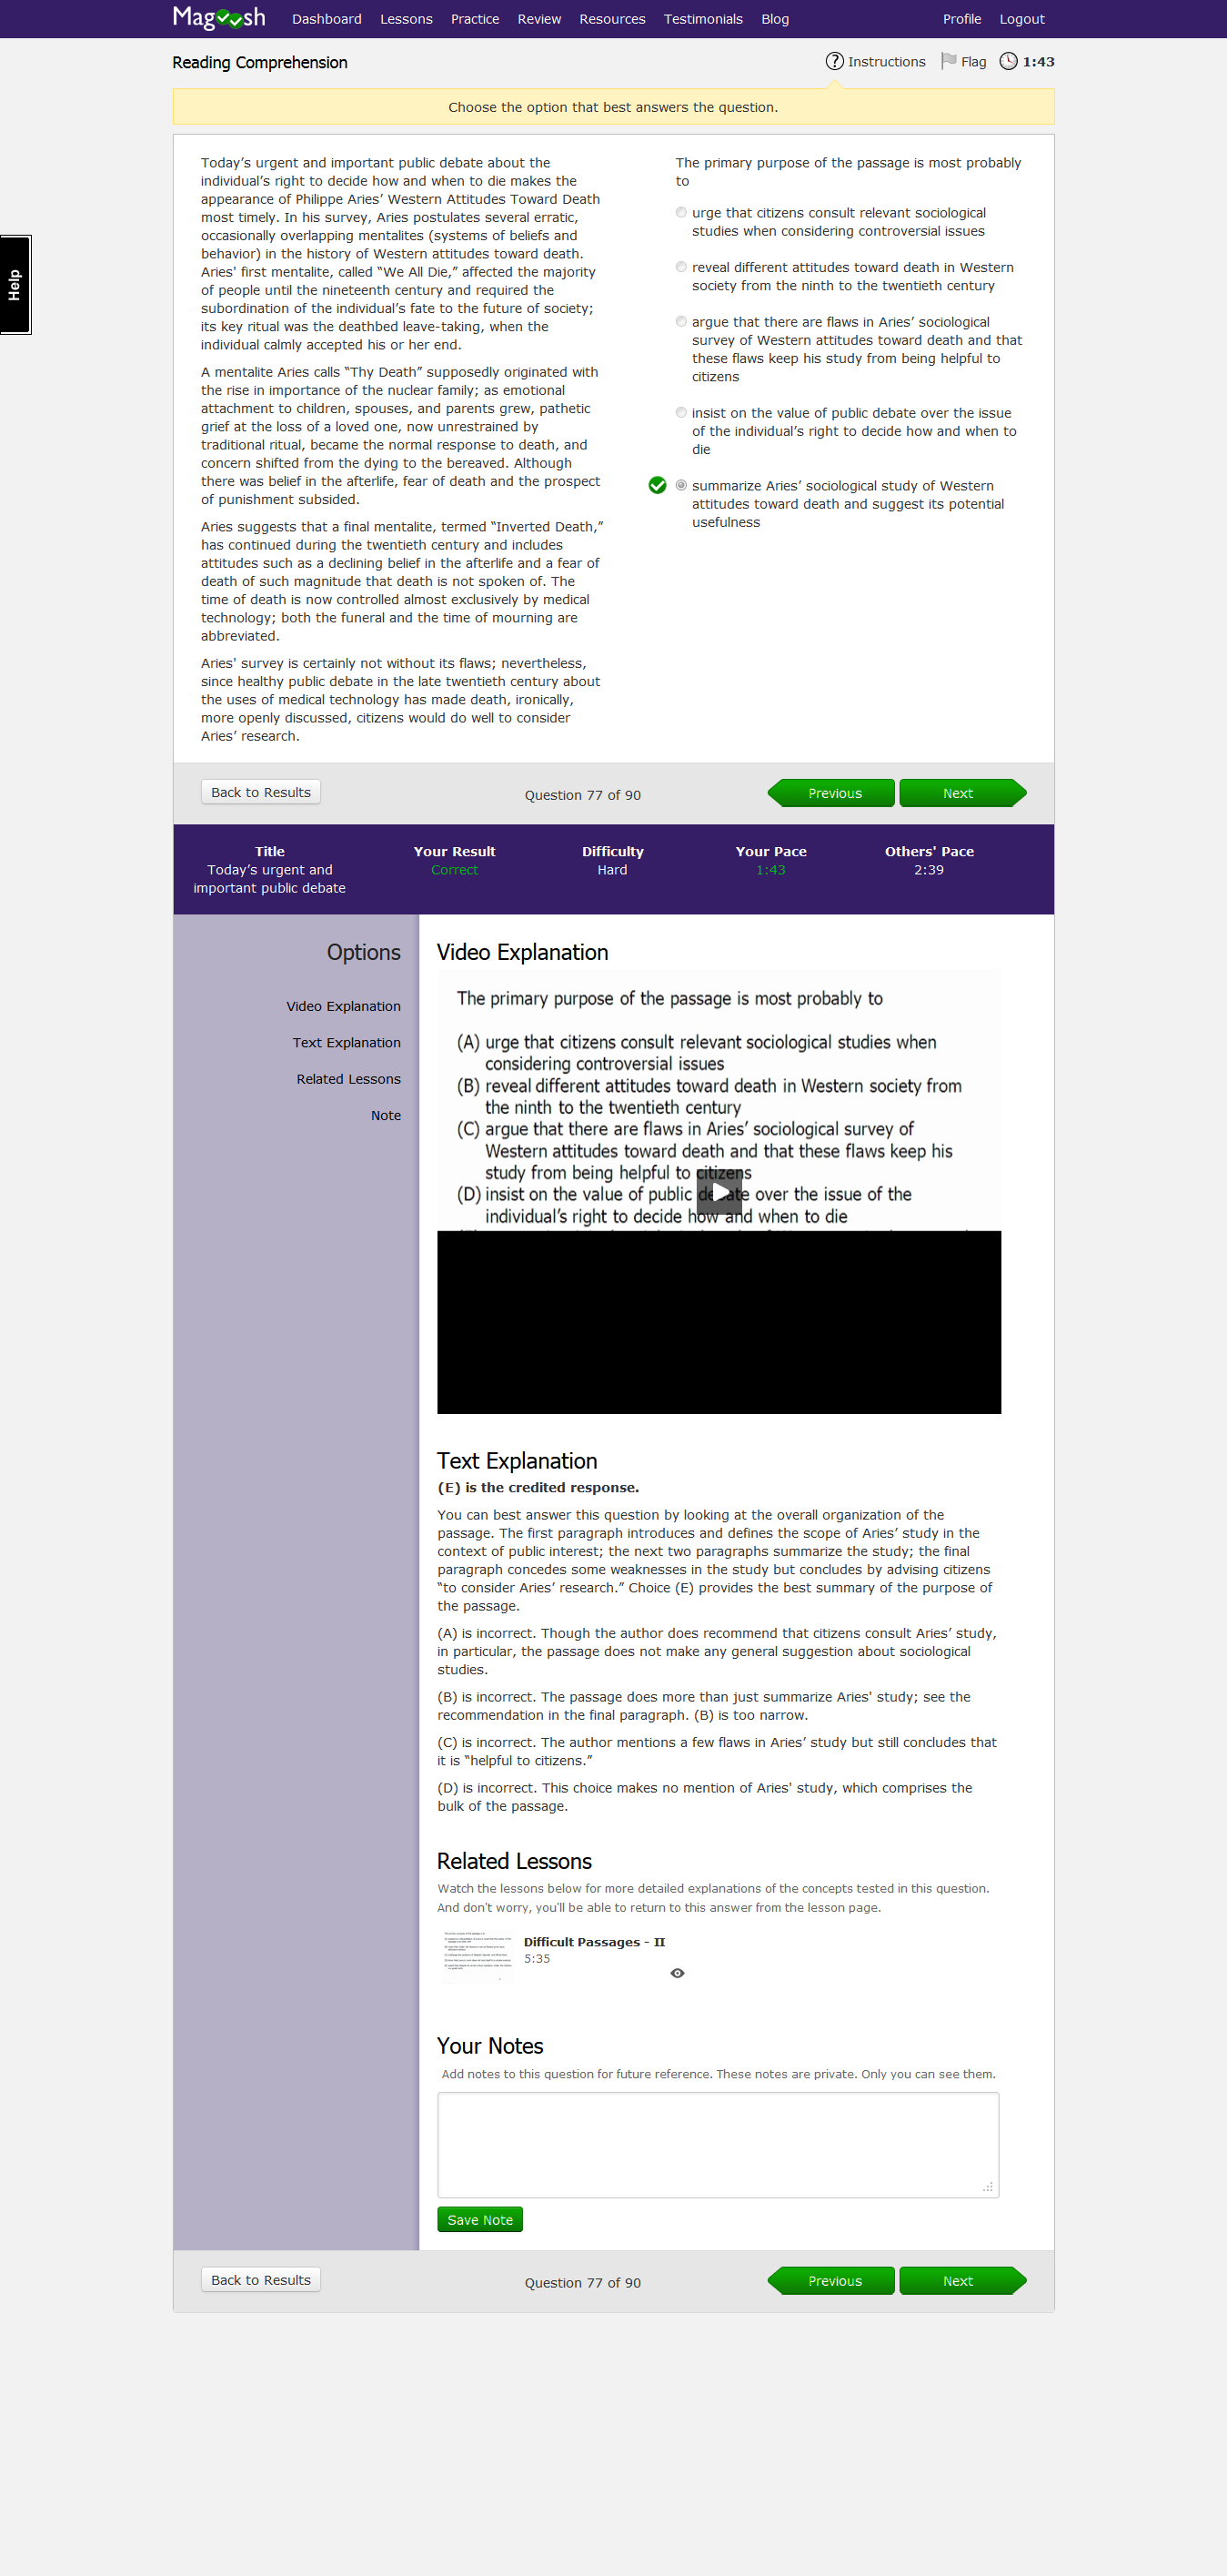 Magoosh Dashboard Lessons Practice Review Resources Testimonials Blog Profile Logout
Reading Comprehension
Instructions Flag 1:43
Choose the option that best answers the question.
Help
Today’s urgent and important public debate about the
individual’s right to decide how and when to die makes the
appearance of Philippe Aries’ Western Attitudes Toward Death
most timely. In his survey, Aries postulates several erratic,
occasionally overlapping mentalites (systems of beliefs and
behavior) in the history of Western attitudes toward death.
Aries' first mentalite, called “We All Die,” affected the majority
of people until the nineteenth century and required the
subordination of the individual’s fate to the future of society;
its key ritual was the deathbed leave-taking, when the
individual calmly accepted his or her end.
A mentalite Aries calls “Thy Death” supposedly originated with
the rise in importance of the nuclear family; as emotional
attachment to children, spouses, and parents grew, pathetic
grief at the loss of a loved one, now unrestrained by
traditional ritual, became the normal response to death, and
concern shifted from the dying to the bereaved. Although
there was belief in the afterlife, fear of death and the prospect
of punishment subsided.
Aries suggests that a final mentalite, termed “Inverted Death,”
has continued during the twentieth century and includes
attitudes such as a declining belief in the afterlife and a fear of
death of such magnitude that death is not spoken of. The
time of death is now controlled almost exclusively by medical
technology; both the funeral and the time of mourning are
abbreviated.
Aries' survey is certainly not without its flaws; nevertheless,
since healthy public debate in the late twentieth century about
the uses of medical technology has made death, ironically,
more openly discussed, citizens would do well to consider
Aries’ research.
The primary purpose of the passage is most probably
to
urge that citizens consult relevant sociological
studies when considering controversial issues
reveal different attitudes toward death in Western
society from the ninth to the twentieth century
argue that there are flaws in Aries’ sociological
survey of Western attitudes toward death and that
these flaws keep his study from being helpful to
citizens
insist on the value of public debate over the issue
of the individual’s right to decide how and when to
die
summarize Aries’ sociological study of Western
attitudes toward death and suggest its potential
usefulness
Back to Results Question 77 of 90 Previous Next
Title Your Result Difficulty Your Pace Others' Pace
Today’s urgent and Correct Hard 1:43 2:39
important public debate
Options
Video Explanation
Text Explanation
Related Lessons
Note
Video Explanation
The primary purpose of the passage is most probably to
(A) urge that citizens consult relevant sociological studies when
considering controversial issues
(B) reveal different attitudes toward death in Western society from
the ninth to the twentieth century
(C) argue that there are flaws in Aries’ sociological survey of
Western attitudes toward death and that these flaws keep his
study from being helpful to citizens
(D) insist on the value of public debate over the issue of the
individual’s right to decide how and when to die
Text Explanation
(E) is the credited response.
You can best answer this question by looking at the overall organization of the
passage. The first paragraph introduces and defines the scope of Aries’ study in the
context of public interest; the next two paragraphs summarize the study; the final
paragraph concedes some weaknesses in the study but concludes by advising citizens
“to consider Aries’ research.” Choice (E) provides the best summary of the purpose of
the passage.
(A) is incorrect. Though the author does recommend that citizens consult Aries’ study,
in particular, the passage does not make any general suggestion about sociological
studies.
(B) is incorrect. The passage does more than just summarize Aries' study; see the
recommendation in the final paragraph. (B) is too narrow.
(C) is incorrect. The author mentions a few flaws in Aries’ study but still concludes that
it is “helpful to citizens.”
(D) is incorrect. This choice makes no mention of Aries' study, which comprises the
bulk of the passage.
Related Lessons
Watch the lessons below for more detailed explanations of the concepts tested in this question.
And don't worry, you'll be able to return to this answer from the lesson page.
Difficult Passages - II
5:35
Your Notes
Add notes to this question for future reference. These notes are private. Only you can see them.
Save Note
Back to Results Question 77 of 90 Previous Next